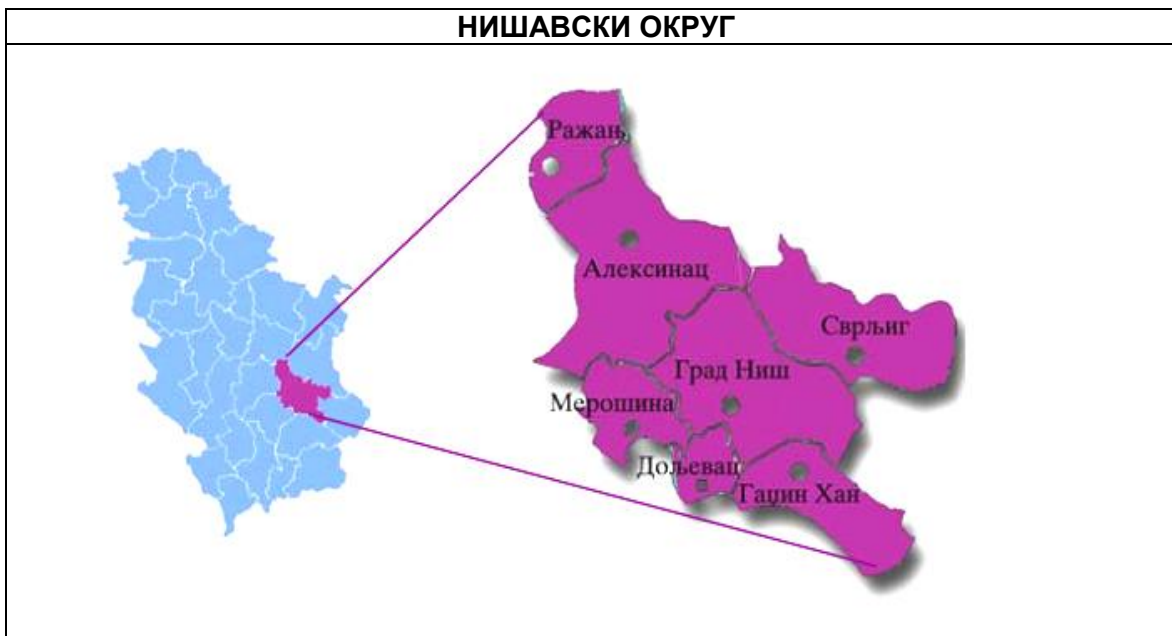 НИШАВСКИ ОКРУГ
Ражањ
Алексинац
Сврљиг
Град Ниш
Мерошина
Дољевац
Гаџин Хан